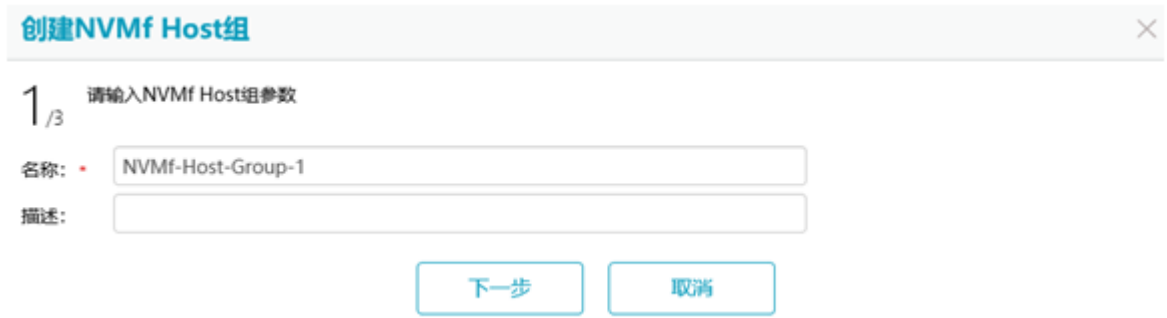 创建NVMf Host组
1/3 请输入NVMf Host组参数
名称: * NVMf-Host-Group-1
描述:
下一步 取消